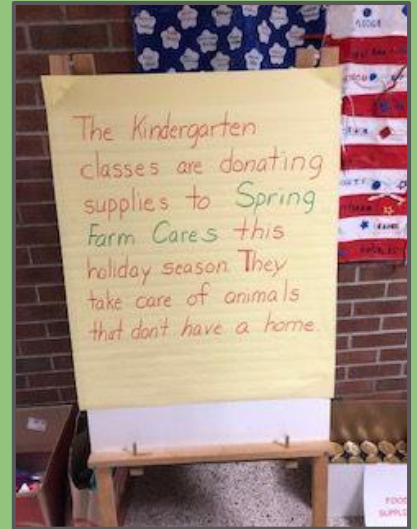 The Kindergarten
classes are donating
supplies to Spring
Farm Cares this
holiday season. They
take care of animals
that don't have a home.
FOOD